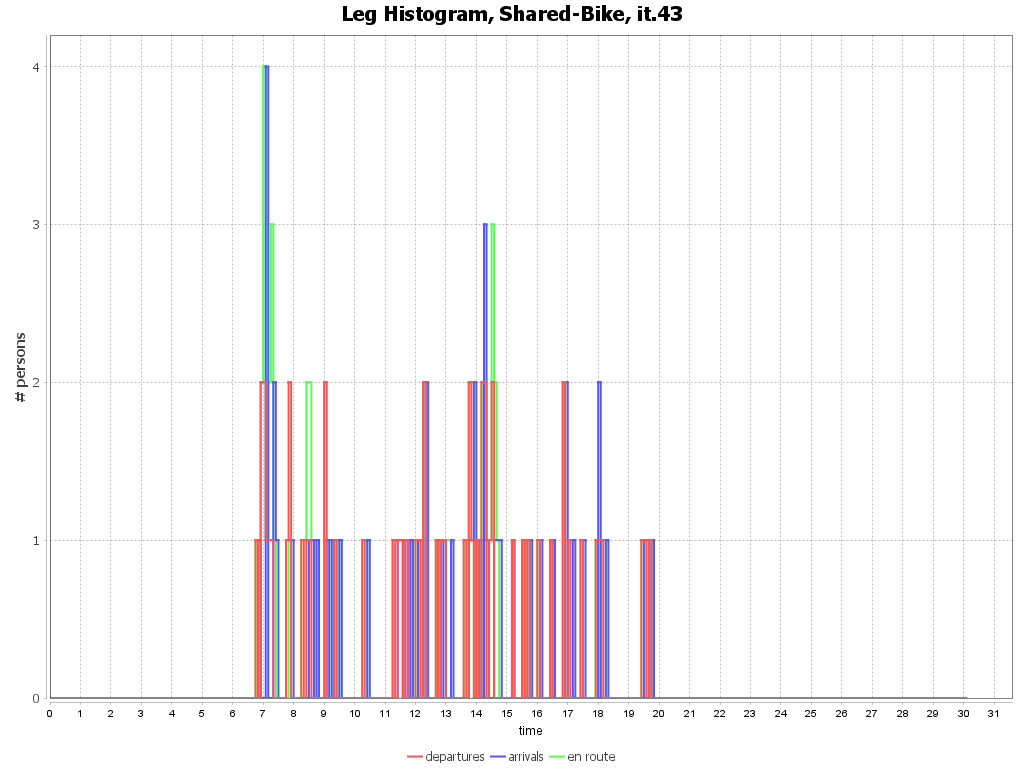 Leg Histogram, Shared-Bike, it.43
# persons
4
3
2
1
0
0 1 2 3 4 5 6 7 8 9 10 11 12 13 14 15 16 17 18 19 20 21 22 23 24 25 26 27 28 29 30 31
time
departures arrivals en route